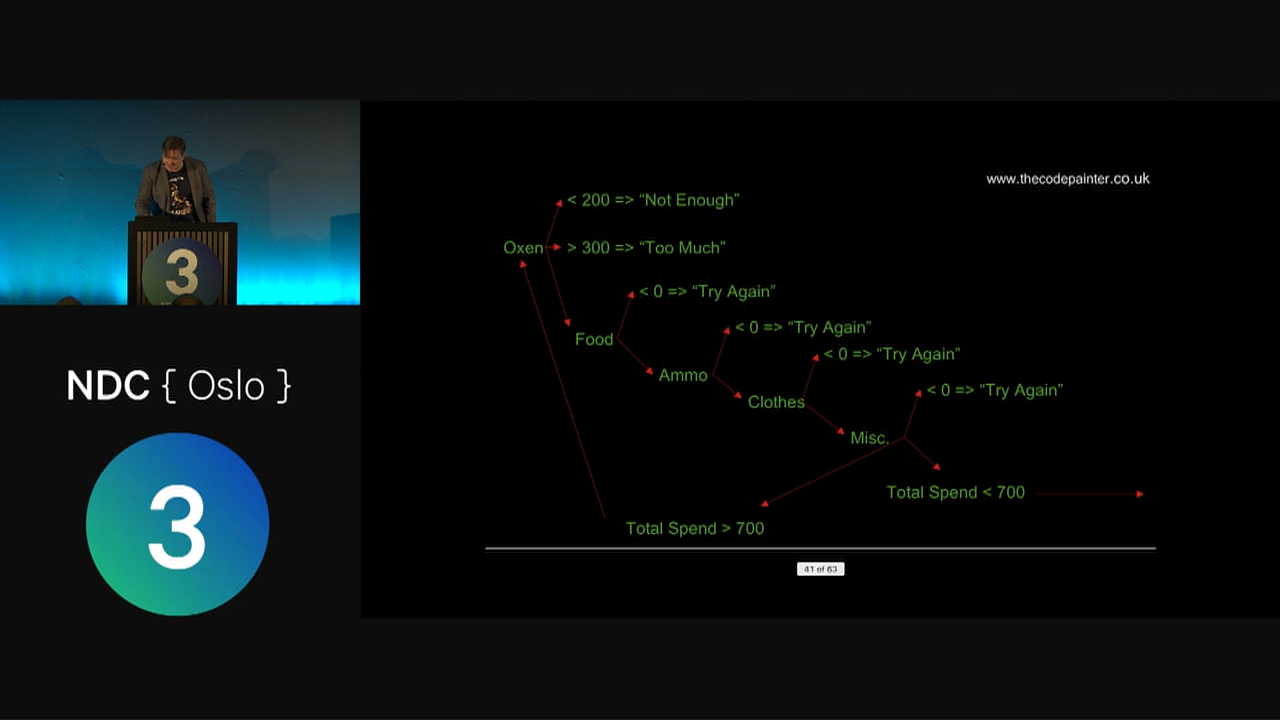 www.thecodepainter.co.uk
< 200 => “Not Enough”
Oxen
> 300 => “Too Much”
< 0 => “Try Again”
Food
< 0 => “Try Again”
Ammo
< 0 => “Try Again”
Clothes
< 0 => “Try Again”
Misc.
Total Spend < 700
Total Spend > 700
41 of 63
3
NDC { Oslo }
3